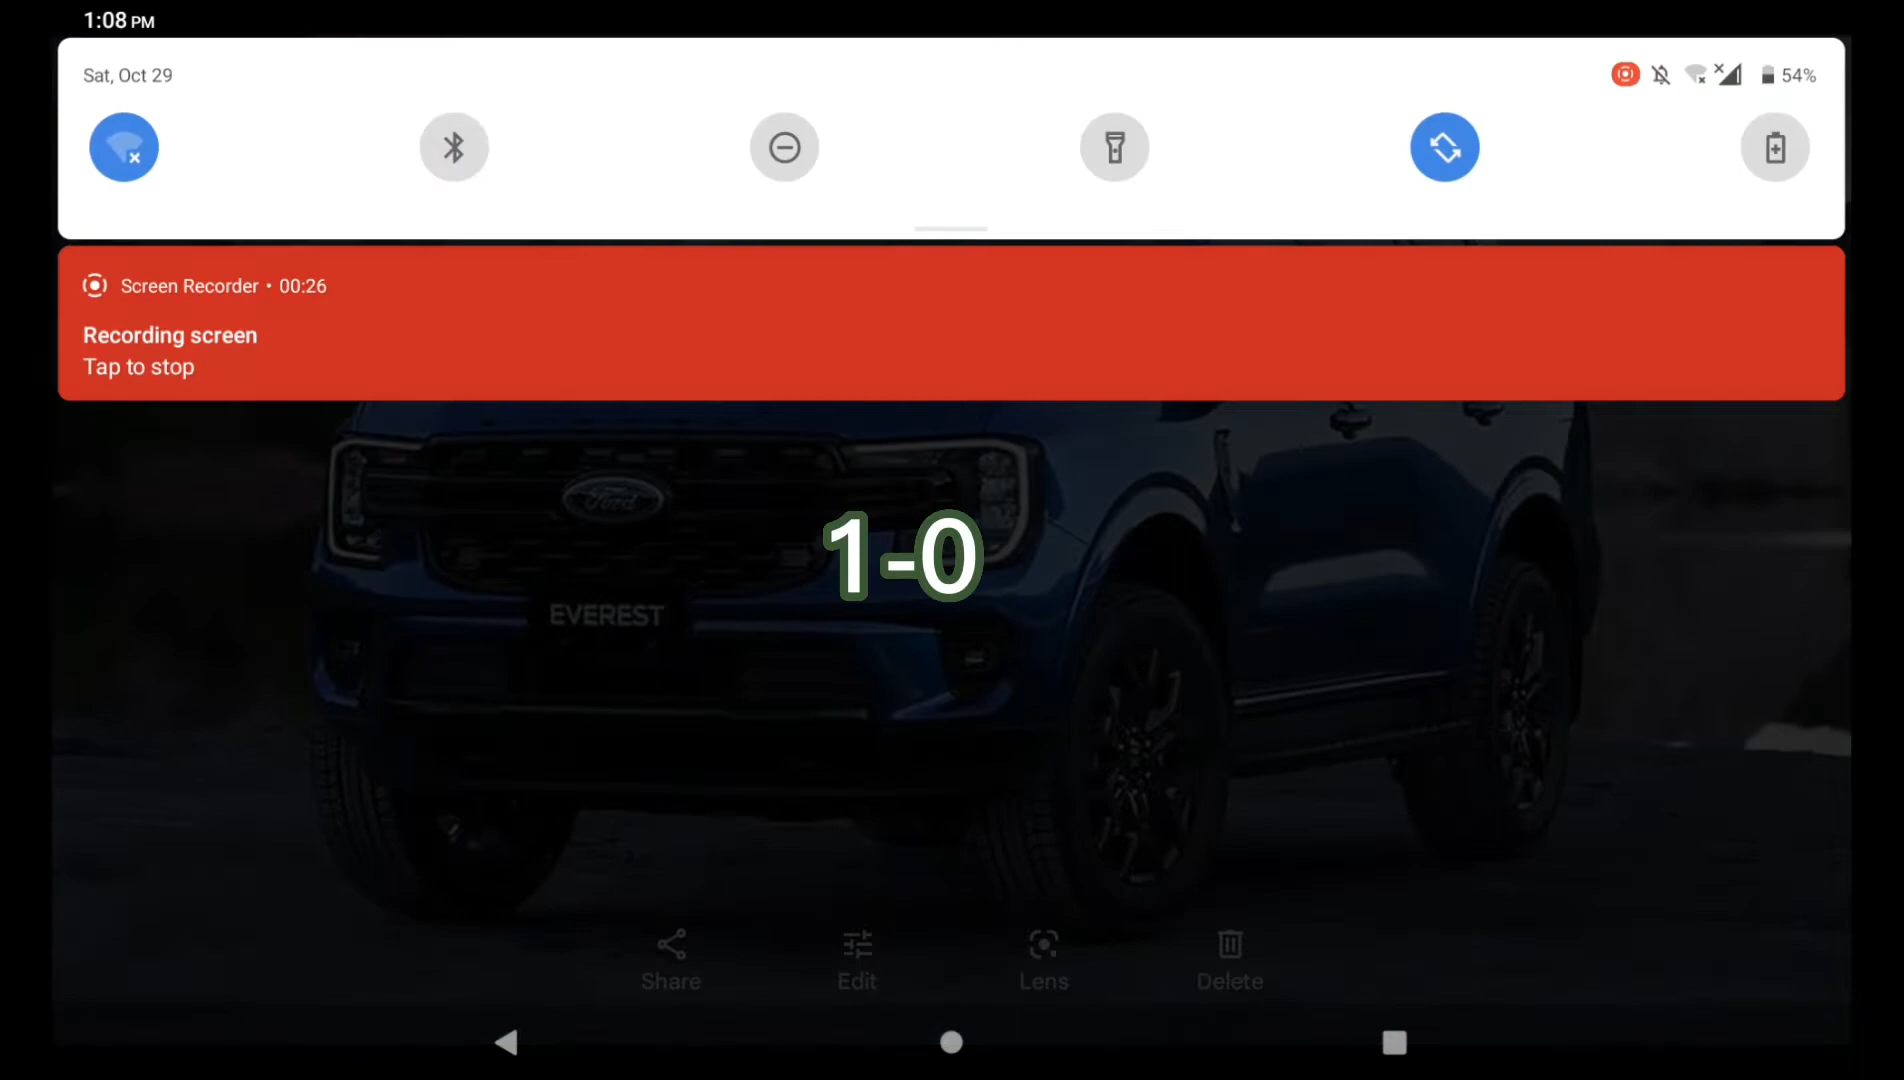 1:08 PM
Sat, Oct 29
54%
Screen Recorder • 00:26
Recording screen
Tap to stop
Ford
1-0
EVEREST
Share
Edit
Lens
Delete